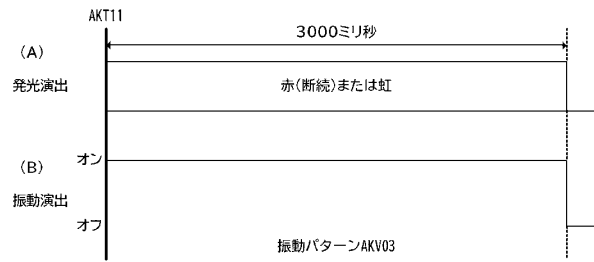 AKT11
3000ミリ秒
(A)
発光演出
赤(断続)または虹
オン
(B)
振動演出
オフ
振動パターンAKV03